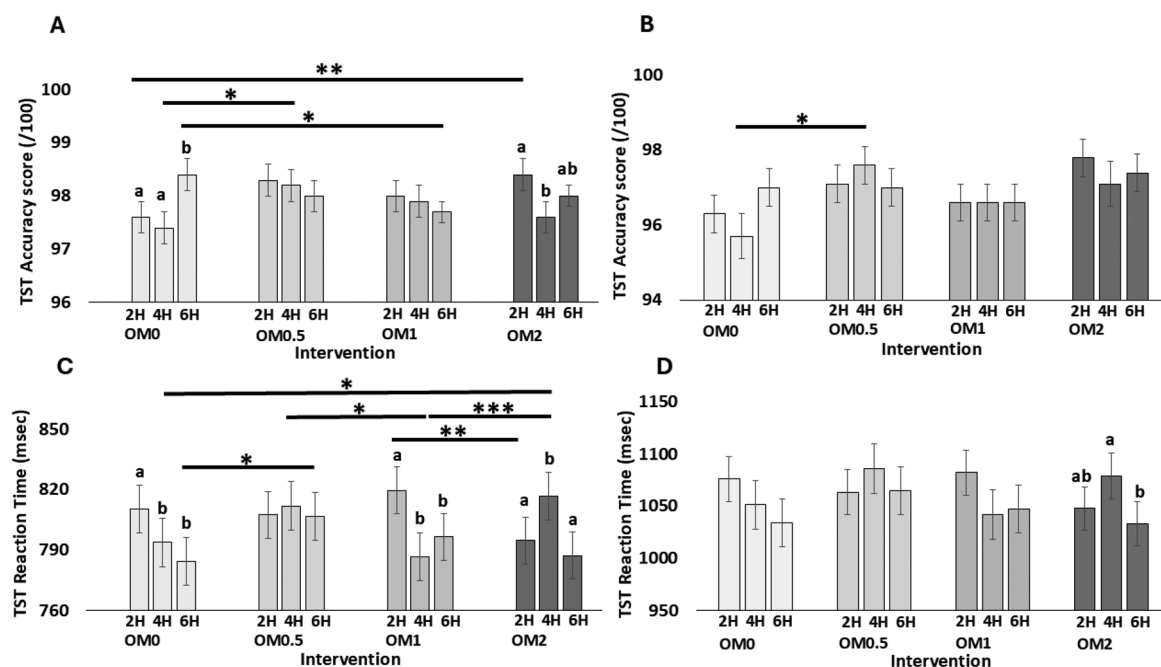 A
**
*
*
TST Accuracy score (/100)
100
99
98
97
96
a a b
a b ab
2H 4H 6H 2H 4H 6H 2H 4H 6H 2H 4H 6H
OM0 OM0.5 OM1 OM2
Intervention
B
*
TST Accuracy score (/100)
100
98
96
94
2H 4H 6H 2H 4H 6H 2H 4H 6H 2H 4H 6H
OM0 OM0.5 OM1 OM2
Intervention
C
*
* ***
**
*
TST Reaction Time (msec)
850
820
790
760
a b b
a b b
a b a
2H 4H 6H 2H 4H 6H 2H 4H 6H 2H 4H 6H
OM0 OM0.5 OM1 OM2
Intervention
D
TST Reaction Time (msec)
1150
1100
1050
1000
950
ab a b
2H 4H 6H 2H 4H 6H 2H 4H 6H 2H 4H 6H
OM0 OM0.5 OM1 OM2
Intervention